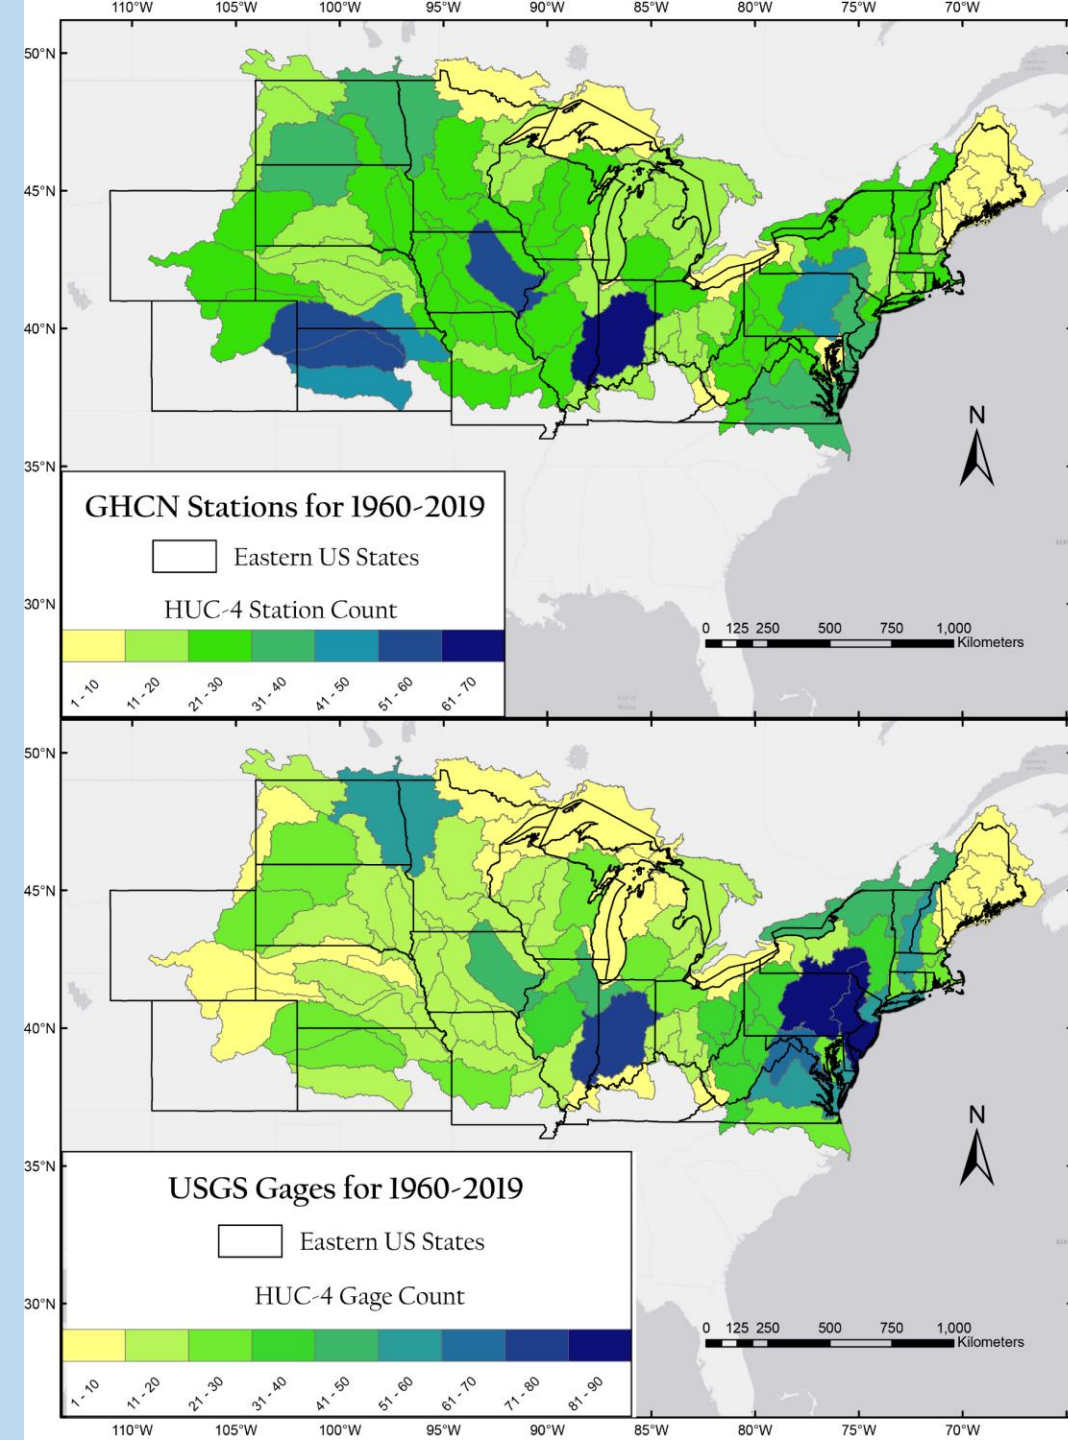 110°W 105°W 100°W 95°W 90°W 85°W 80°W 75°W 70°W
50°N
45°N
40°N
35°N
30°N
N
GHCN Stations for 1960-2019
Eastern US States
HUC-4 Station Count
1 - 10 11 - 20 21 - 30 31 - 40 41 - 50 51 - 60 61 - 70
0 125 250 500 750 1,000
Kilometers
50°N
45°N
40°N
35°N
30°N
N
USGS Gages for 1960-2019
Eastern US States
HUC-4 Gage Count
1 - 10 11 - 20 21 - 30 31 - 40 41 - 50 51 - 60 61 - 70 71 - 80 81 - 90
0 125 250 500 750 1,000
Kilometers
110°W 105°W 100°W 95°W 90°W 85°W 80°W 75°W 70°W